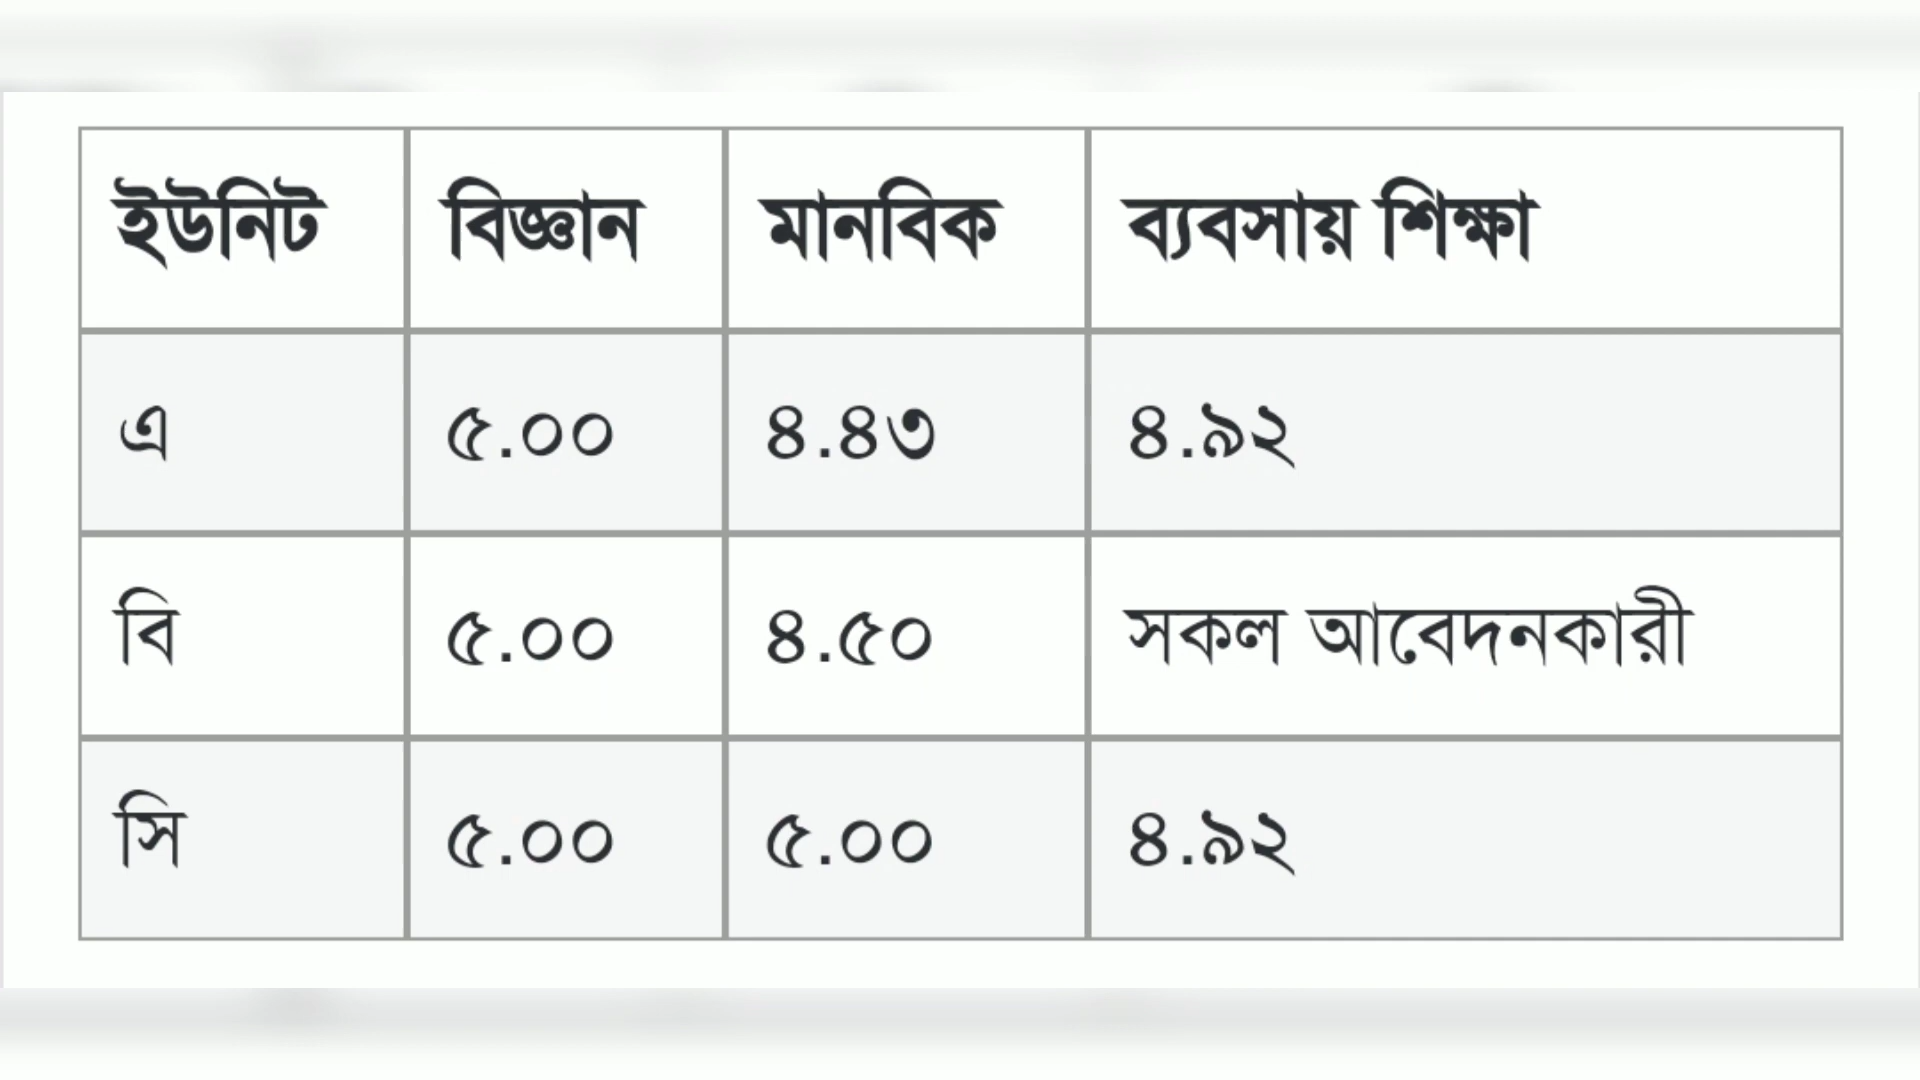 ইউনিট বিজ্ঞান মানবিক ব্যবসায় শিক্ষা
এ ৫.০০ ৪.৪৩ ৪.৯২
বি ৫.০০ ৪.৫০ সকল আবেদনকারী
সি ৫.০০ ৫.০০ ৪.৯২